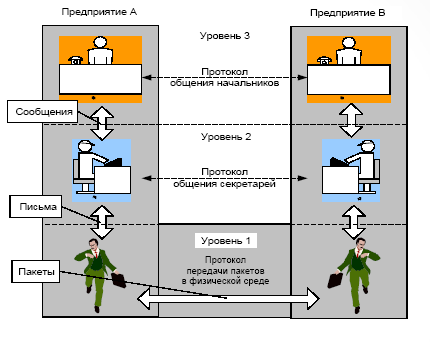 Предприятие А
Предприятие В
Уровень 3
Протокол
общения начальников
Сообщения
Уровень 2
Протокол
общения секретарей
Письма
Уровень 1
Протокол
передачи пакетов
в физической среде
Пакеты